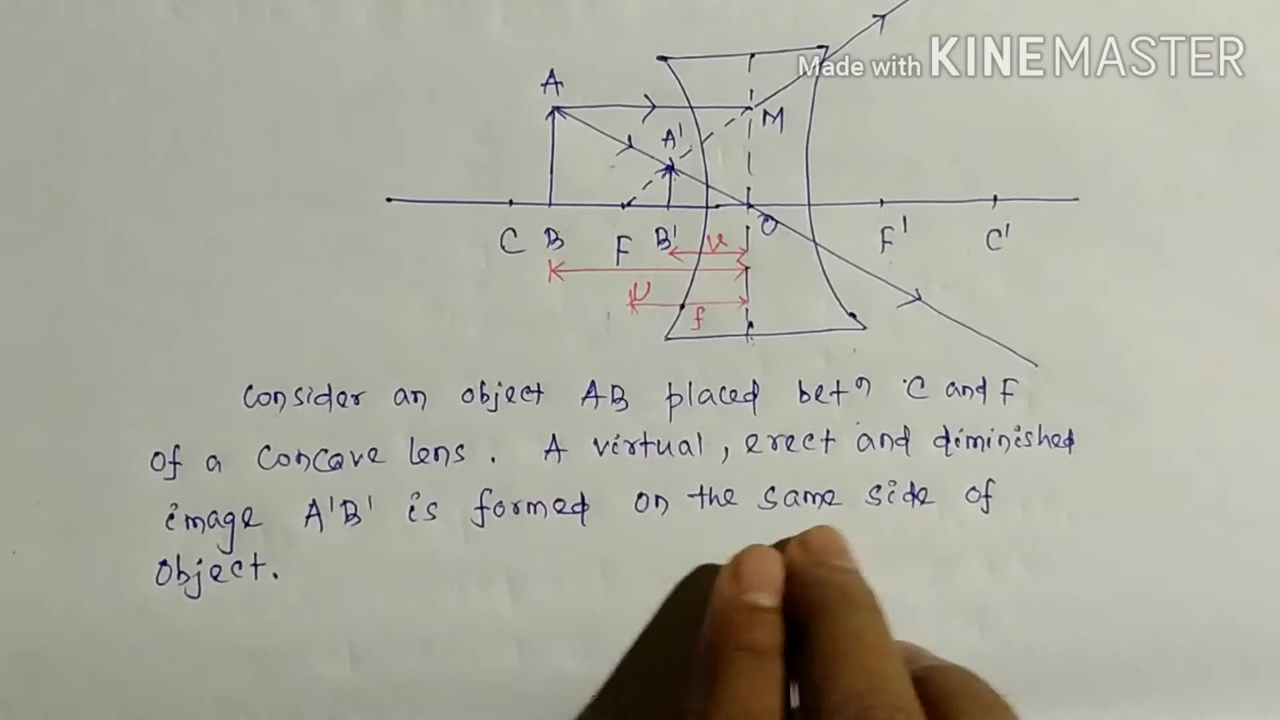 Made with KINEMASTER
A
M
A'
C B F B' O F' C'
v
u
f
Consider an object AB placed betn C and F
of a concave lens. A virtual, erect and diminished
image A'B' is formed on the same side of
object.